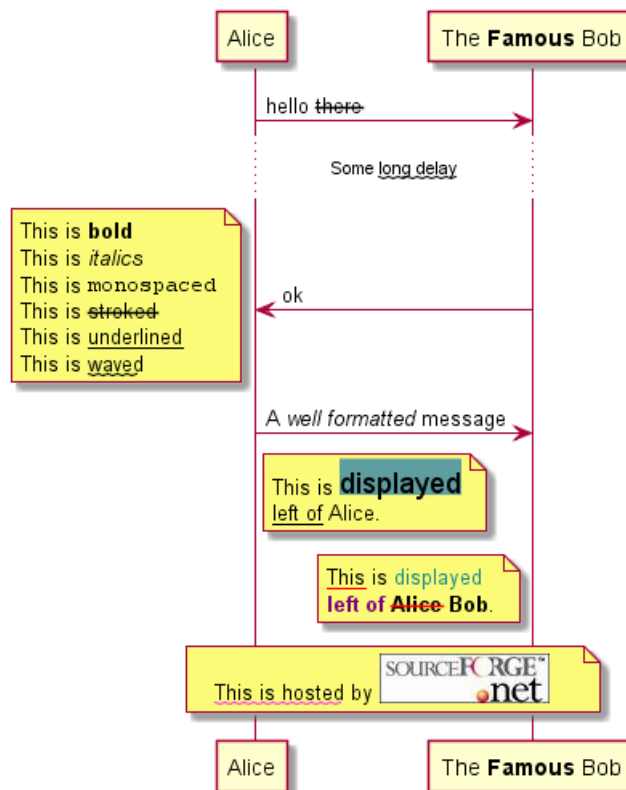 Alice
The Famous Bob
hello there
Some long delay
This is bold
This is italics
This is monospaced
This is stroked
This is underlined
This is waved
ok
A well formatted message
This is displayed
left of Alice.
This is displayed
left of Alice Bob.
This is hosted by SOURCEFORGE™
.net
Alice
The Famous Bob